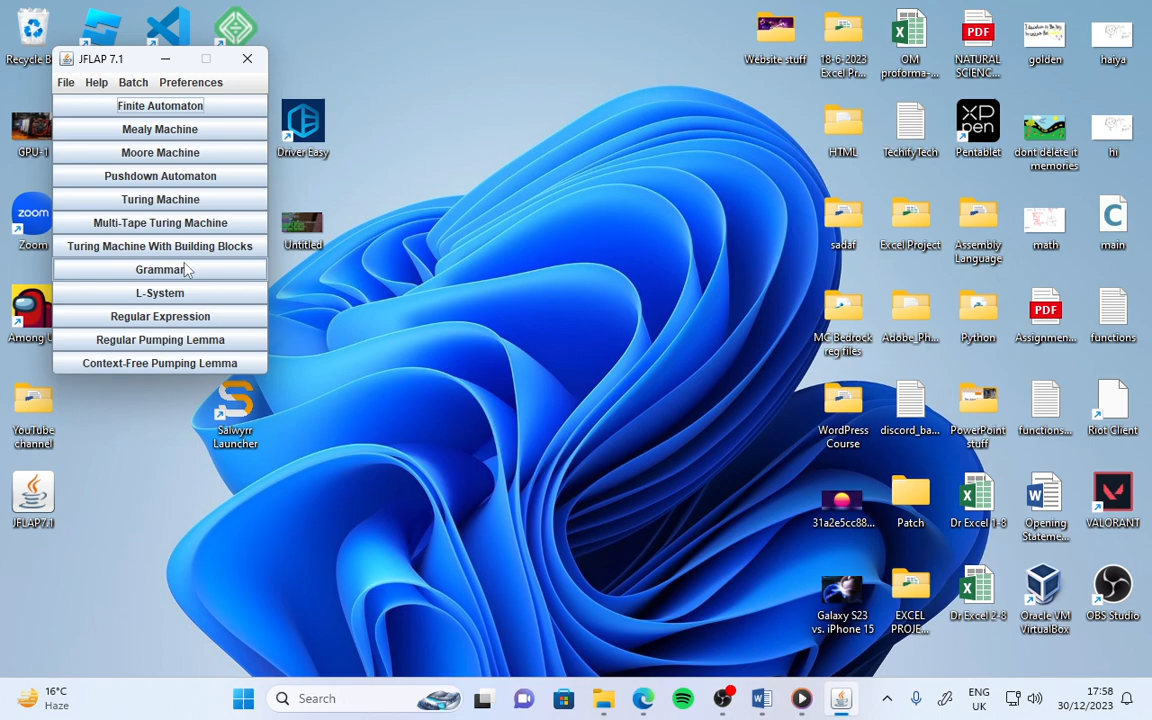 Recycle B
JFLAP 7.1
File Help Batch Preferences
Finite Automaton
Mealy Machine
Moore Machine
Pushdown Automaton
Turing Machine
Multi-Tape Turing Machine
Turing Machine With Building Blocks
Grammar
L-System
Regular Expression
Regular Pumping Lemma
Context-Free Pumping Lemma
GPU-1
zoom
Zoom
Among U
YouTube
channel
JFLAP7.1
Driver Easy
Untitled
Salwyrr
Launcher
Website stuff
18-6-2023
Excel Pr...
OM
proforma-...
PDF
NATURAL
SCIENC...
golden
haiya
HTML
TechifyTech
XP
pen
Pentablet
dont delete it
memories
hi
sadaf
Excel Project
Assembly
Language
math
C
main
MC Bedrock
reg files
Adobe_Ph...
Python
PDF
Assignmen...
functions
WordPress
Course
discord_ba...
PowerPoint
stuff
functions...
Riot Client
31a2e5cc88...
Patch
Dr Excel 1-8
Opening
Stateme...
VALORANT
Galaxy S23
vs. iPhone 15
EXCEL
PROJE...
Dr Excel 2-8
Oracle VM
VirtualBox
OBS Studio
16°C
Haze
Search
ENG
UK
17:58
30/12/2023